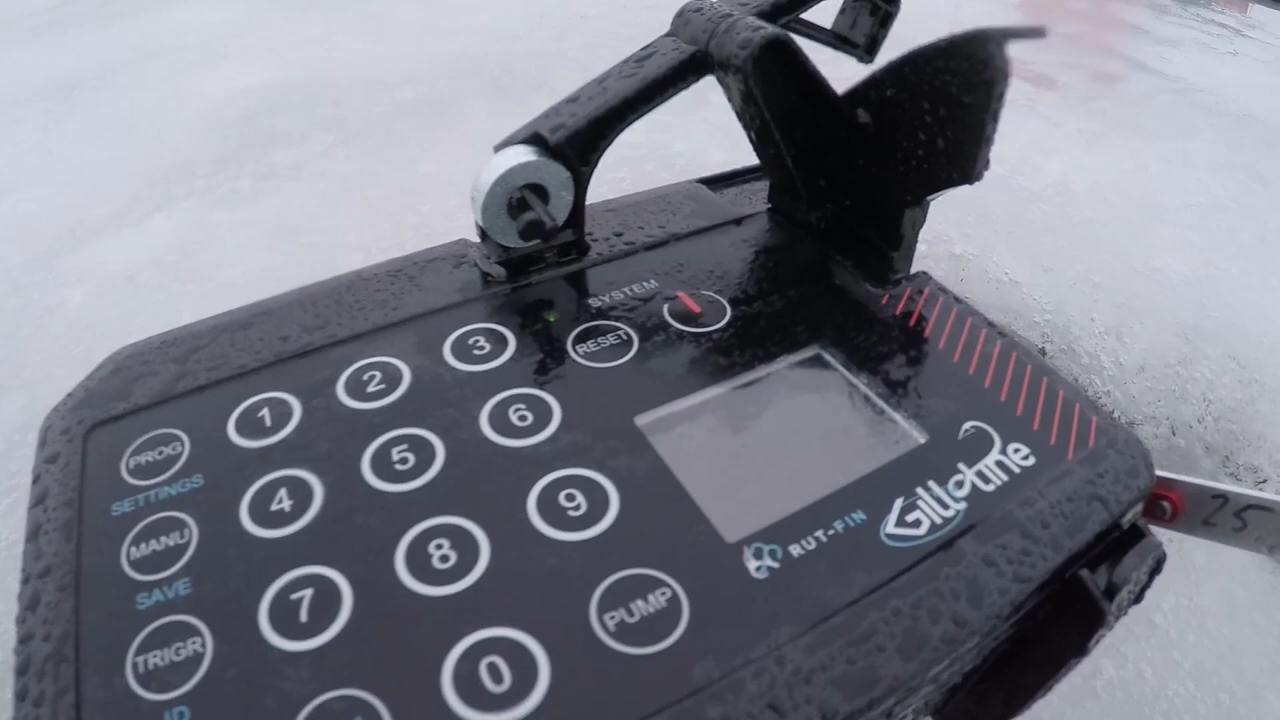 SYSTEM
RESET
3
2
1
PROG
SETTINGS
6
5
4
MANU
SAVE
9
8
7
TRIGR
ID
PUMP
0
RUT-FIN
Gillotine
25